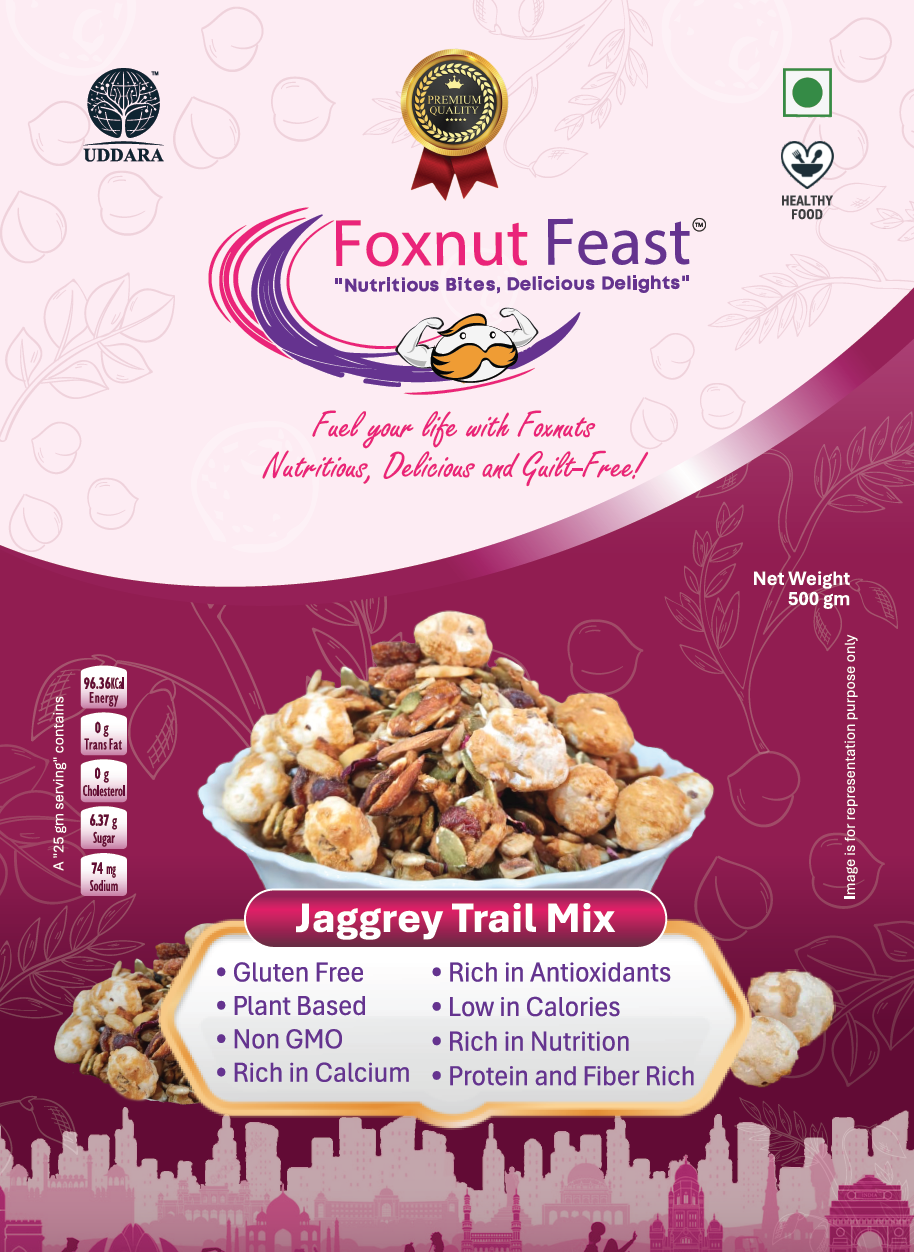 UDDARA
TM
PREMIUM
QUALITY
HEALTHY
FOOD
Foxnut Feast TM
"Nutritious Bites, Delicious Delights"
Fuel your life with Foxnuts
Nutritious, Delicious and Guilt-Free!
Net Weight
500 gm
Image is for representation purpose only
A "25 gm serving" contains
96.36KCal
Energy
0 g
Trans Fat
0 g
Cholesterol
6.37 g
Sugar
74 mg
Sodium
Jaggrey Trail Mix
• Gluten Free
• Plant Based
• Non GMO
• Rich in Calcium
• Rich in Antioxidants
• Low in Calories
• Rich in Nutrition
• Protein and Fiber Rich